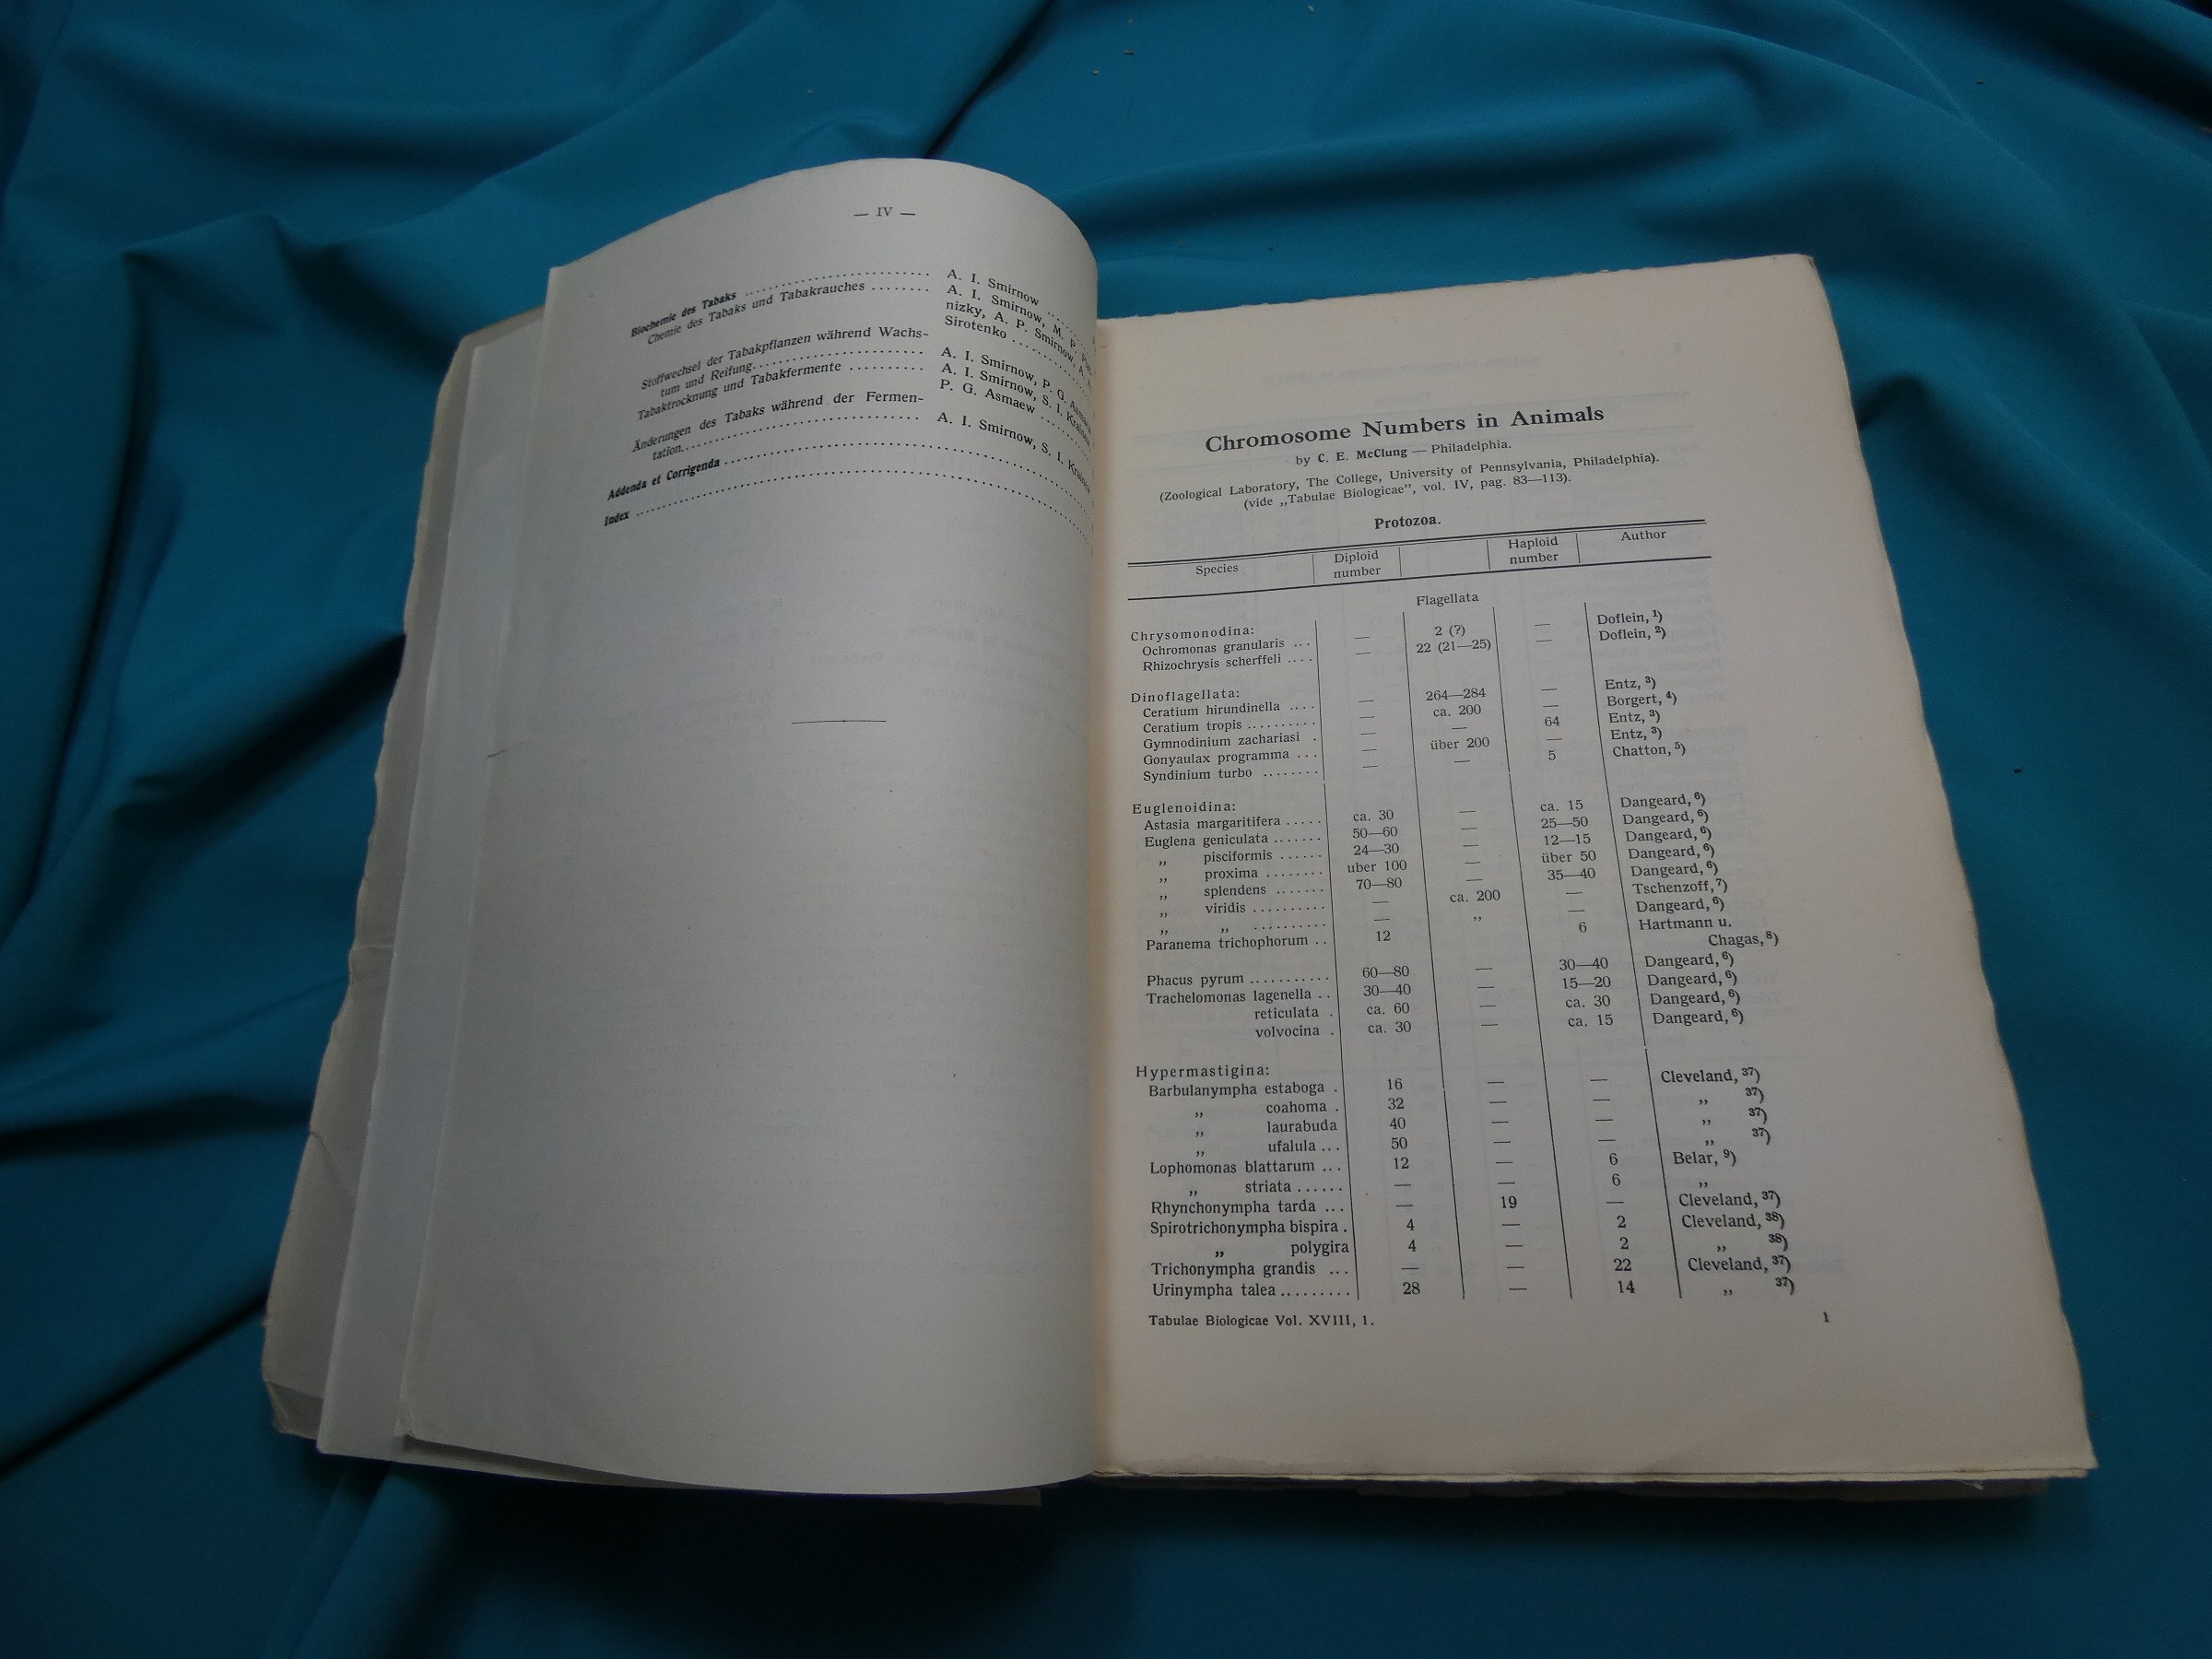 — IV —
Biochemie des Tabaks .......... A. I. Smirnow ..........
Chemie des Tabaks und Tabakrauches ........ A. I. Smirnow, M. P.
nizky, A. P. Smirnow, A. A.
Sirotenko ..........
Stoffwechsel der Tabakpflanzen während Wachs-
tum und Reifung.......... A. I. Smirnow, P. G.
Tabaktrocknung und Tabakfermente .......... A. I. Smirnow, S. I.
P. G. Asmaew ..........
Änderungen des Tabaks während der Fermen-
tation.......... A. I. Smirnow, S. I.
Addenda et Corrigenda ..........
Index ..........
Chromosome Numbers in Animals
by C. E. McClung — Philadelphia.
(Zoological Laboratory, The College, University of Pennsylvania, Philadelphia).
(vide „Tabulae Biologicae", vol. IV, pag. 83—113).
Protozoa.
Species Diploid number Haploid number Author
Flagellata
Chrysomonodina:
Ochromonas granularis ... — 2 (?) — Doflein, ¹)
Rhizochrysis scherffeli .... — 22 (21—25) — Doflein, ²)
Dinoflagellata:
Ceratium hirundinella .... — 264—284 — Entz, ³)
Ceratium tropis .......... — ca. 200 — Borgert, ⁴)
Gymnodinium zachariasi . — — 64 Entz, ³)
Gonyaulax programma ... — über 200 — Entz, ³)
Syndinium turbo ........ — — 5 Chatton, ⁵)
Euglenoidina:
Astasia margaritifera ..... ca. 30 — ca. 15 Dangeard, ⁶)
Euglena geniculata ....... 50—60 — 25—50 Dangeard, ⁶)
„ pisciformis ...... 24—30 — 12—15 Dangeard, ⁶)
„ proxima ........ uber 100 — über 50 Dangeard, ⁶)
„ splendens ....... 70—80 — 35—40 Dangeard, ⁶)
„ viridis .......... — ca. 200 — Tschenzoff, ⁷)
„ „ .......... — „ — Dangeard, ⁶)
Paranema trichophorum .. 12 6 Hartmann u.
Chagas, ⁸)
Phacus pyrum ........... 60—80 — 30—40 Dangeard, ⁶)
Trachelomonas lagenella .. 30—40 — 15—20 Dangeard, ⁶)
reticulata . ca. 60 — ca. 30 Dangeard, ⁶)
volvocina . ca. 30 — ca. 15 Dangeard, ⁶)
Hypermastigina:
Barbulanympha estaboga . 16 — — Cleveland, ³⁷)
„ coahoma . 32 — — „ ³⁷)
„ laurabuda 40 — — „ ³⁷)
„ ufalula ... 50 — — „ ³⁷)
Lophomonas blattarum ... 12 — 6 Belar, ⁹)
„ striata ...... — — 6 „
Rhynchonympha tarda ... — 19 — Cleveland, ³⁷)
Spirotrichonympha bispira . 4 — 2 Cleveland, ³⁸)
„ polygira 4 — 2 „ ³⁸)
Trichonympha grandis ... — — 22 Cleveland, ³⁷)
Urinympha talea ......... 28 — 14 „ ³⁷)
Tabulae Biologicae Vol. XVIII, 1. 1